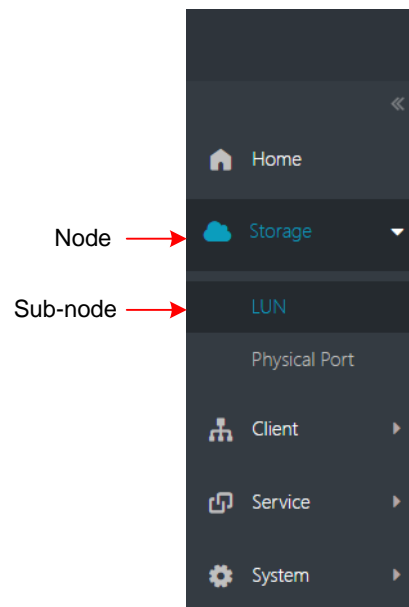 Home
Node
Storage
Sub-node
LUN
Physical Port
Client
Service
System